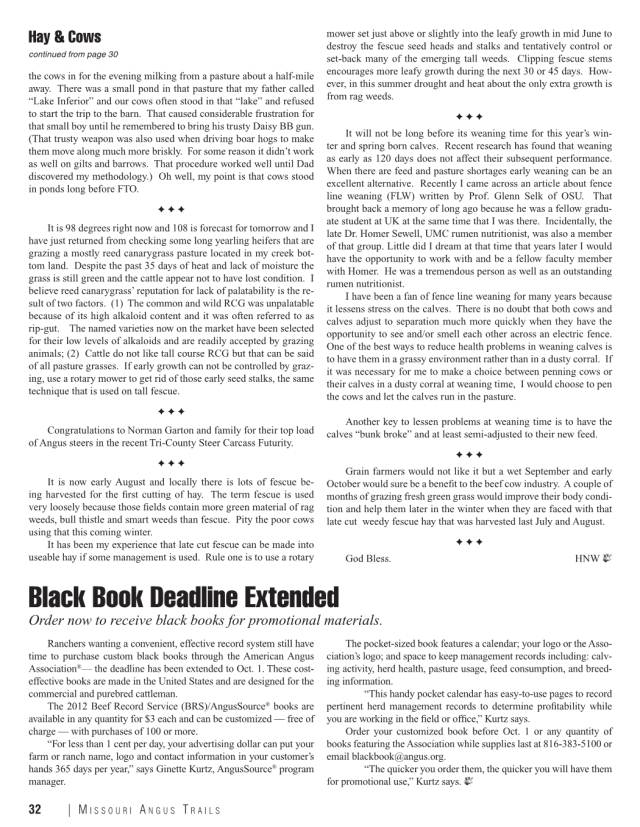 Hay & Cows
continued from page 30
the cows in for the evening milking from a pasture about a half-mile
away. There was a small pond in that pasture that my father called
“Lake Inferior” and our cows often stood in that “lake” and refused
to start the trip to the barn. That caused considerable frustration for
that small boy until he remembered to bring his trusty Daisy BB gun.
(That trusty weapon was also used when driving boar hogs to make
them move along much more briskly. For some reason it didn’t work
as well on gilts and barrows. That procedure worked well until Dad
discovered my methodology.) Oh well, my point is that cows stood
in ponds long before FTO.
✦✦✦
It is 98 degrees right now and 108 is forecast for tomorrow and I
have just returned from checking some long yearling heifers that are
grazing a mostly reed canarygrass pasture located in my creek bot-
tom land. Despite the past 35 days of heat and lack of moisture the
grass is still green and the cattle appear not to have lost condition. I
believe reed canarygrass’ reputation for lack of palatability is the re-
sult of two factors. (1) The common and wild RCG was unpalatable
because of its high alkaloid content and it was often referred to as
rip-gut. The named varieties now on the market have been selected
for their low levels of alkaloids and are readily accepted by grazing
animals; (2) Cattle do not like tall course RCG but that can be said
of all pasture grasses. If early growth can not be controlled by graz-
ing, use a rotary mower to get rid of those early seed stalks, the same
technique that is used on tall fescue.
✦✦✦
Congratulations to Norman Garton and family for their top load
of Angus steers in the recent Tri-County Steer Carcass Futurity.
✦✦✦
It is now early August and locally there is lots of fescue be-
ing harvested for the first cutting of hay. The term fescue is used
very loosely because those fields contain more green material of rag
weeds, bull thistle and smart weeds than fescue. Pity the poor cows
using that this coming winter.
It has been my experience that late cut fescue can be made into
useable hay if some management is used. Rule one is to use a rotary
mower set just above or slightly into the leafy growth in mid June to
destroy the fescue seed heads and stalks and tentatively control or
set-back many of the emerging tall weeds. Clipping fescue stems
encourages more leafy growth during the next 30 or 45 days. How-
ever, in this summer drought and heat about the only extra growth is
from rag weeds.
✦✦✦
It will not be long before its weaning time for this year’s win-
ter and spring born calves. Recent research has found that weaning
as early as 120 days does not affect their subsequent performance.
When there are feed and pasture shortages early weaning can be an
excellent alternative. Recently I came across an article about fence
line weaning (FLW) written by Prof. Glenn Selk of OSU. That
brought back a memory of long ago because he was a fellow gradu-
ate student at UK at the same time that I was there. Incidentally, the
late Dr. Homer Sewell, UMC rumen nutritionist, was also a member
of that group. Little did I dream at that time that years later I would
have the opportunity to work with and be a fellow faculty member
with Homer. He was a tremendous person as well as an outstanding
rumen nutritionist.
I have been a fan of fence line weaning for many years because
it lessens stress on the calves. There is no doubt that both cows and
calves adjust to separation much more quickly when they have the
opportunity to see and/or smell each other across an electric fence.
One of the best ways to reduce health problems in weaning calves is
to have them in a grassy environment rather than in a dusty corral. If
it was necessary for me to make a choice between penning cows or
their calves in a dusty corral at weaning time, I would choose to pen
the cows and let the calves run in the pasture.
Another key to lessen problems at weaning time is to have the
calves “bunk broke” and at least semi-adjusted to their new feed.
✦✦✦
Grain farmers would not like it but a wet September and early
October would sure be a benefit to the beef cow industry. A couple of
months of grazing fresh green grass would improve their body condi-
tion and help them later in the winter when they are faced with that
late cut weedy fescue hay that was harvested last July and August.
✦✦✦
God Bless. HNW
Black Book Deadline Extended
Order now to receive black books for promotional materials.
Ranchers wanting a convenient, effective record system still have
time to purchase custom black books through the American Angus
Association®— the deadline has been extended to Oct. 1. These cost-
effective books are made in the United States and are designed for the
commercial and purebred cattleman.
The 2012 Beef Record Service (BRS)/AngusSource® books are
available in any quantity for $3 each and can be customized — free of
charge — with purchases of 100 or more.
“For less than 1 cent per day, your advertising dollar can put your
farm or ranch name, logo and contact information in your customer’s
hands 365 days per year,” says Ginette Kurtz, AngusSource® program
manager.
The pocket-sized book features a calendar; your logo or the Asso-
ciation’s logo; and space to keep management records including: calv-
ing activity, herd health, pasture usage, feed consumption, and breed-
ing information.
“This handy pocket calendar has easy-to-use pages to record
pertinent herd management records to determine profitability while
you are working in the field or office,” Kurtz says.
Order your customized book before Oct. 1 or any quantity of
books featuring the Association while supplies last at 816-383-5100 or
email blackbook@angus.org.
“The quicker you order them, the quicker you will have them
for promotional use,” Kurtz says.
32 | Missouri Angus Trails